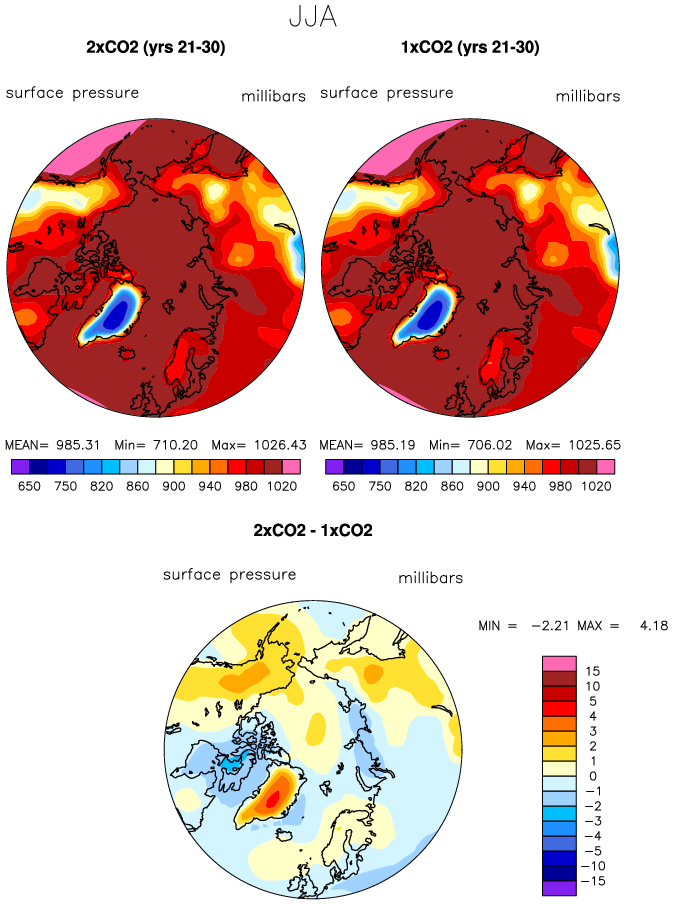 JJA
2xCO2 (yrs 21-30)
1xCO2 (yrs 21-30)
surface pressure
millibars
surface pressure
millibars
MEAN= 985.31 Min= 710.20 Max= 1026.43
MEAN= 985.19 Min= 706.02 Max= 1025.65
650 750 820 860 900 940 980 1020
650 750 820 860 900 940 980 1020
2xCO2 - 1xCO2
surface pressure
millibars
MIN = −2.21 MAX = 4.18
15
10
5
4
3
2
1
0
−1
−2
−3
−4
−5
−10
−15